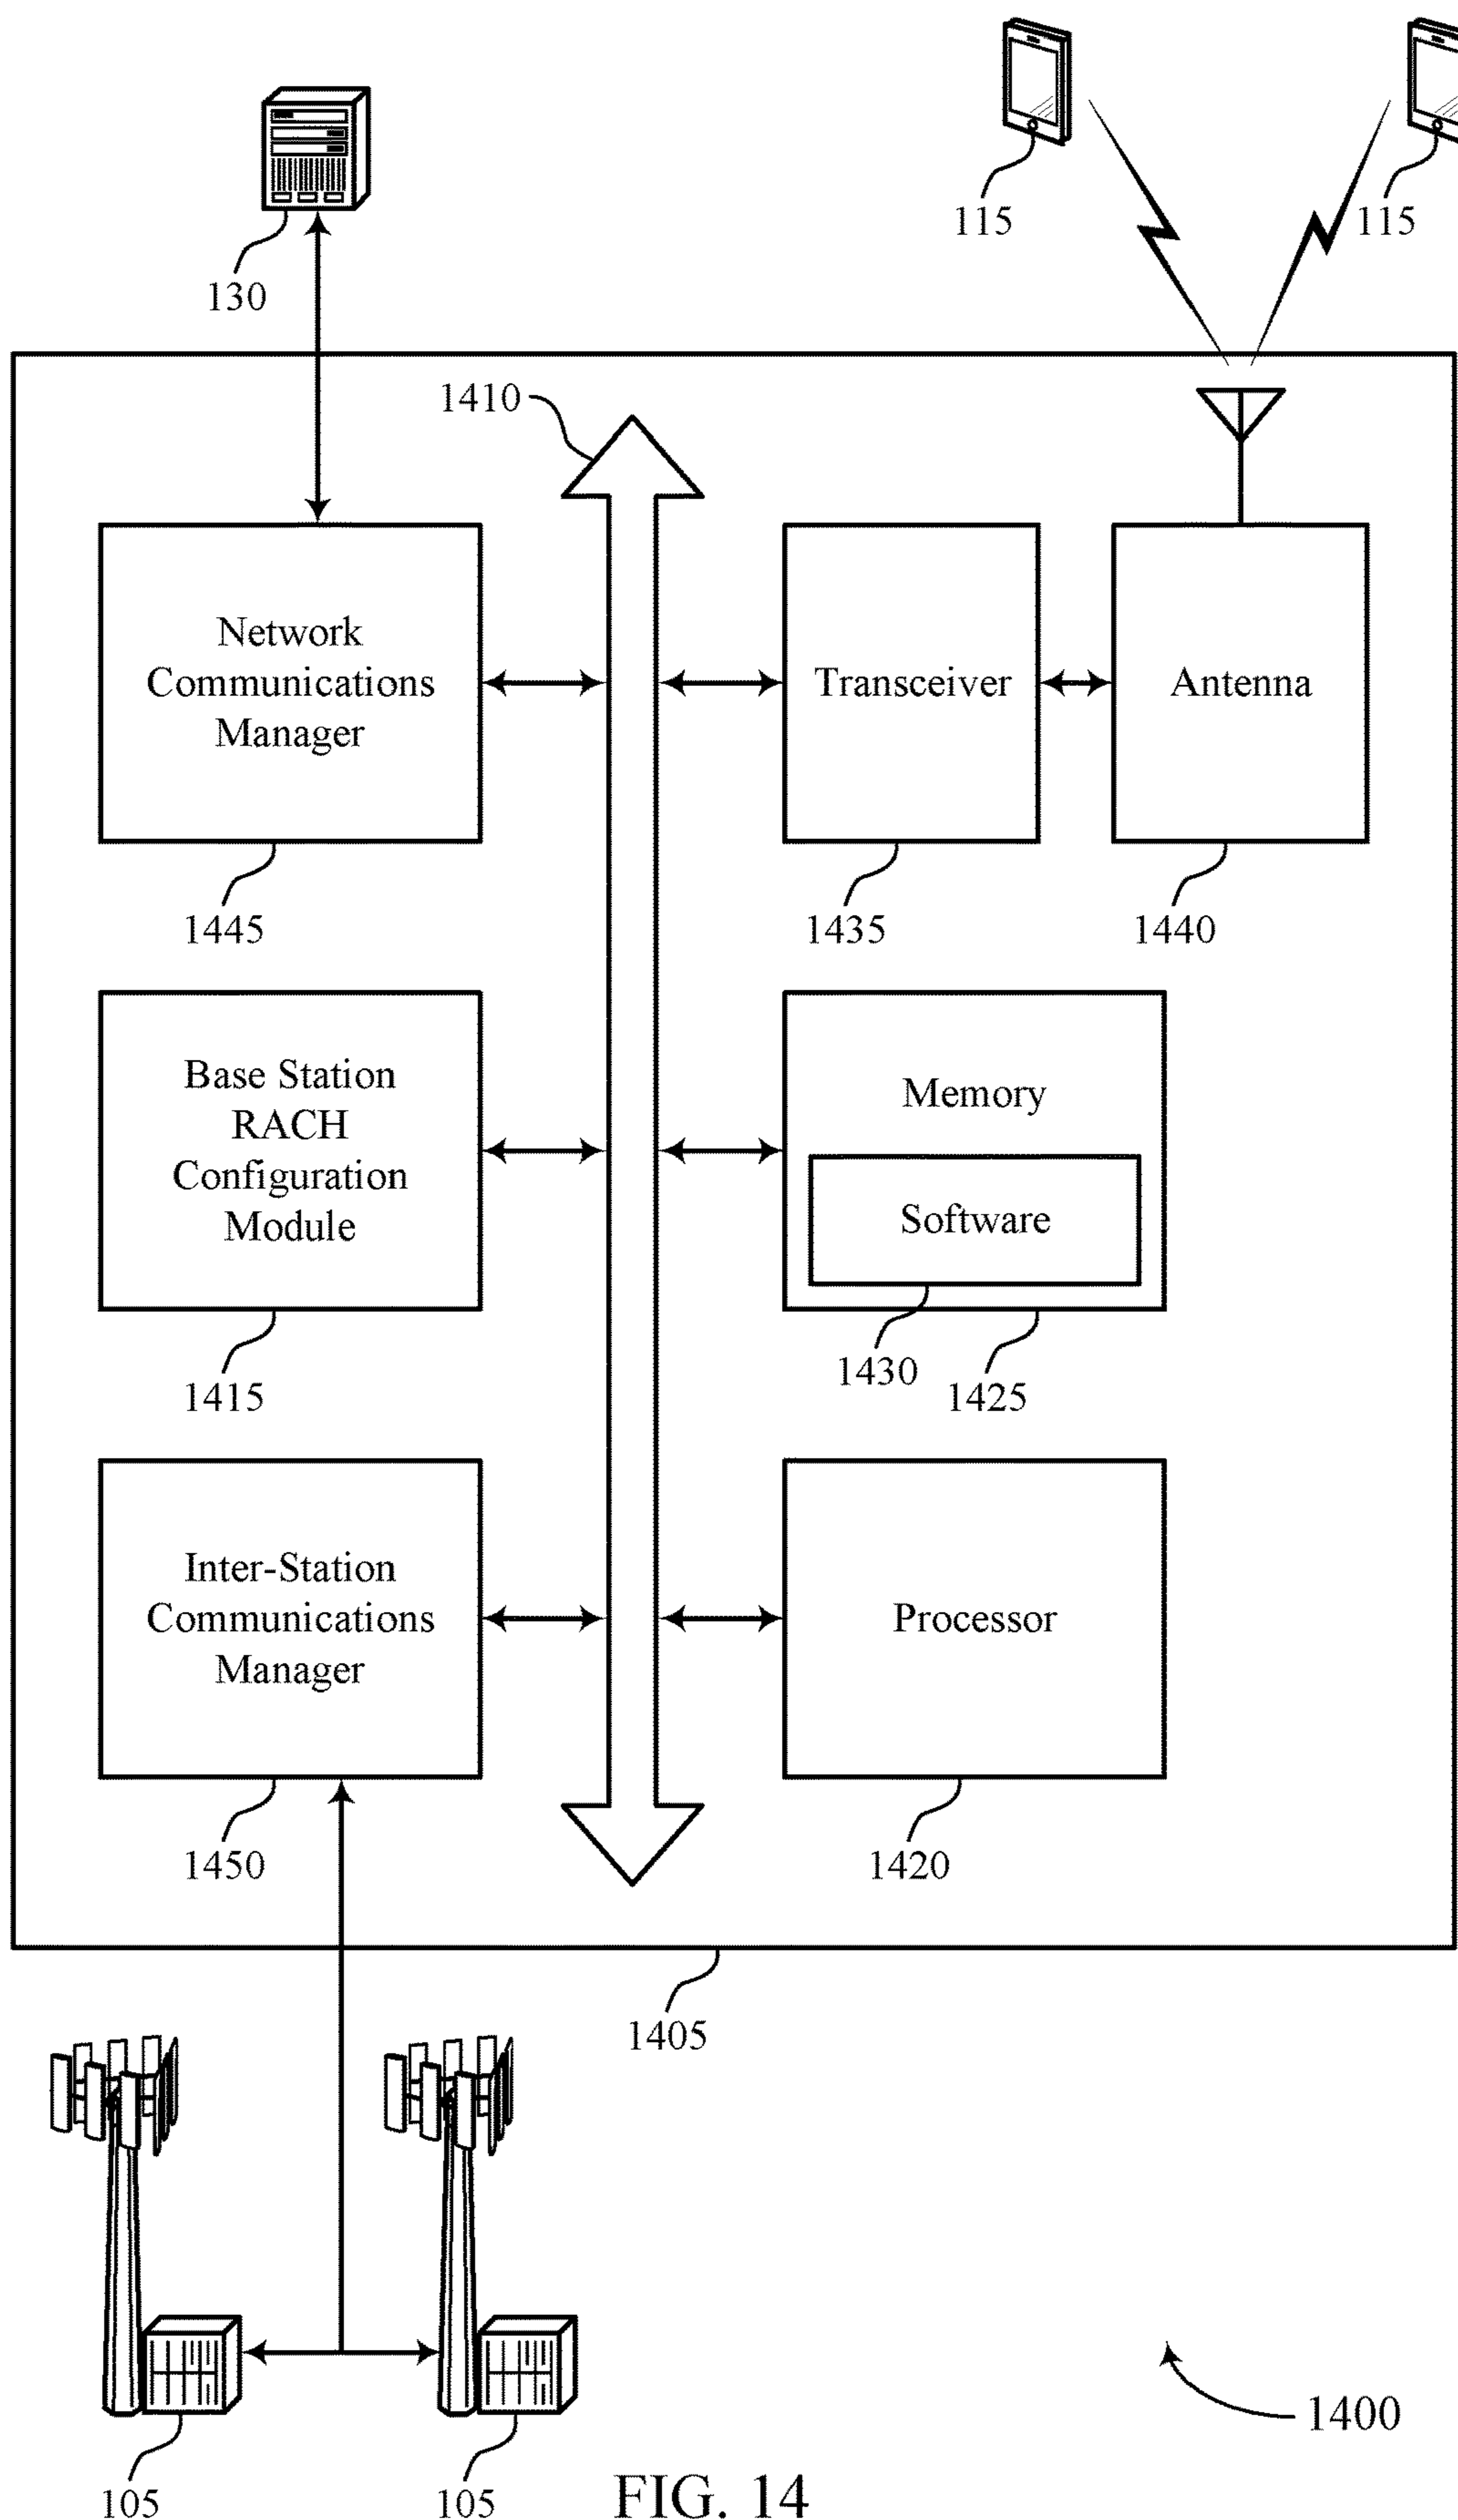 115
115
130
1410
Network
Communications
Manager
Transceiver
Antenna
1445
1435
1440
Base Station
RACH
Configuration
Module
Memory
Software
1415
1430
1425
Inter-Station
Communications
Manager
Processor
1450
1420
1405
1400
105
105
FIG. 14